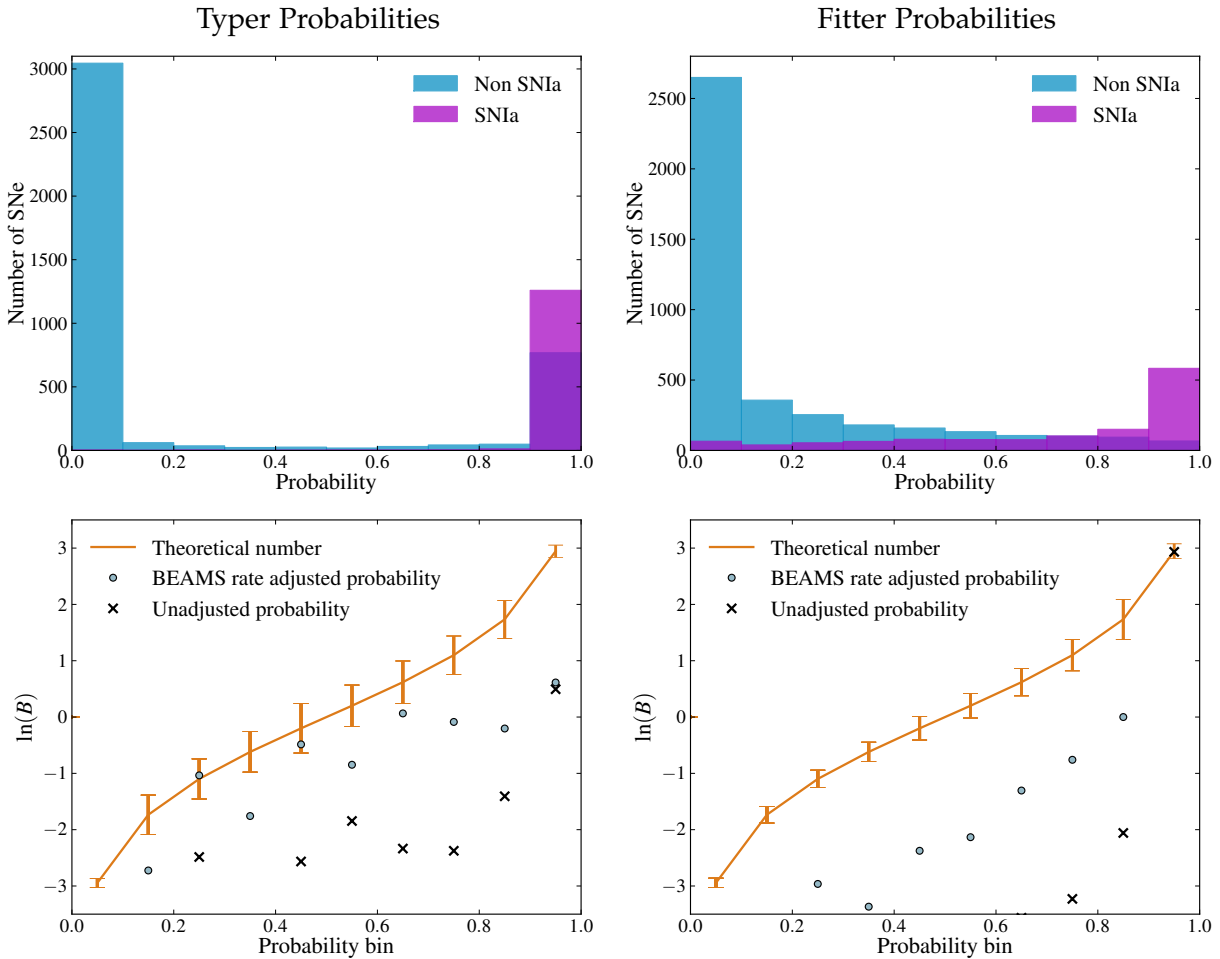 Typer Probabilities
Fitter Probabilities
3000
2500
2000
1500
1000
500
0
Number of SNe
Non SNIa
SNIa
0.0 0.2 0.4 0.6 0.8 1.0
Probability
2500
2000
1500
1000
500
0
Number of SNe
Non SNIa
SNIa
0.0 0.2 0.4 0.6 0.8 1.0
Probability
3
2
1
0
−1
−2
−3
ln(B)
Theoretical number
BEAMS rate adjusted probability
Unadjusted probability
0.0 0.2 0.4 0.6 0.8 1.0
Probability bin
3
2
1
0
−1
−2
−3
ln(B)
Theoretical number
BEAMS rate adjusted probability
Unadjusted probability
0.0 0.2 0.4 0.6 0.8 1.0
Probability bin